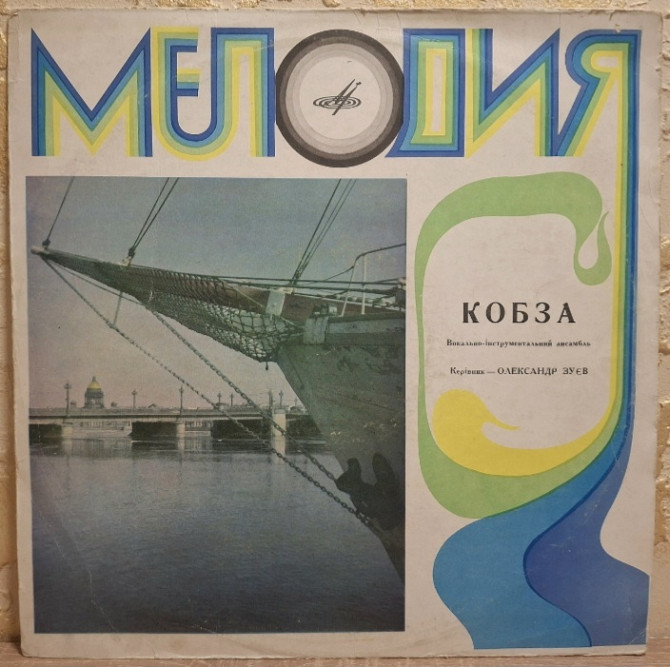 МЕЛОДИЯ
КОБЗА
Вокально-інструментальний ансамбль
Керівник — ОЛЕКСАНДР ЗУЄВ